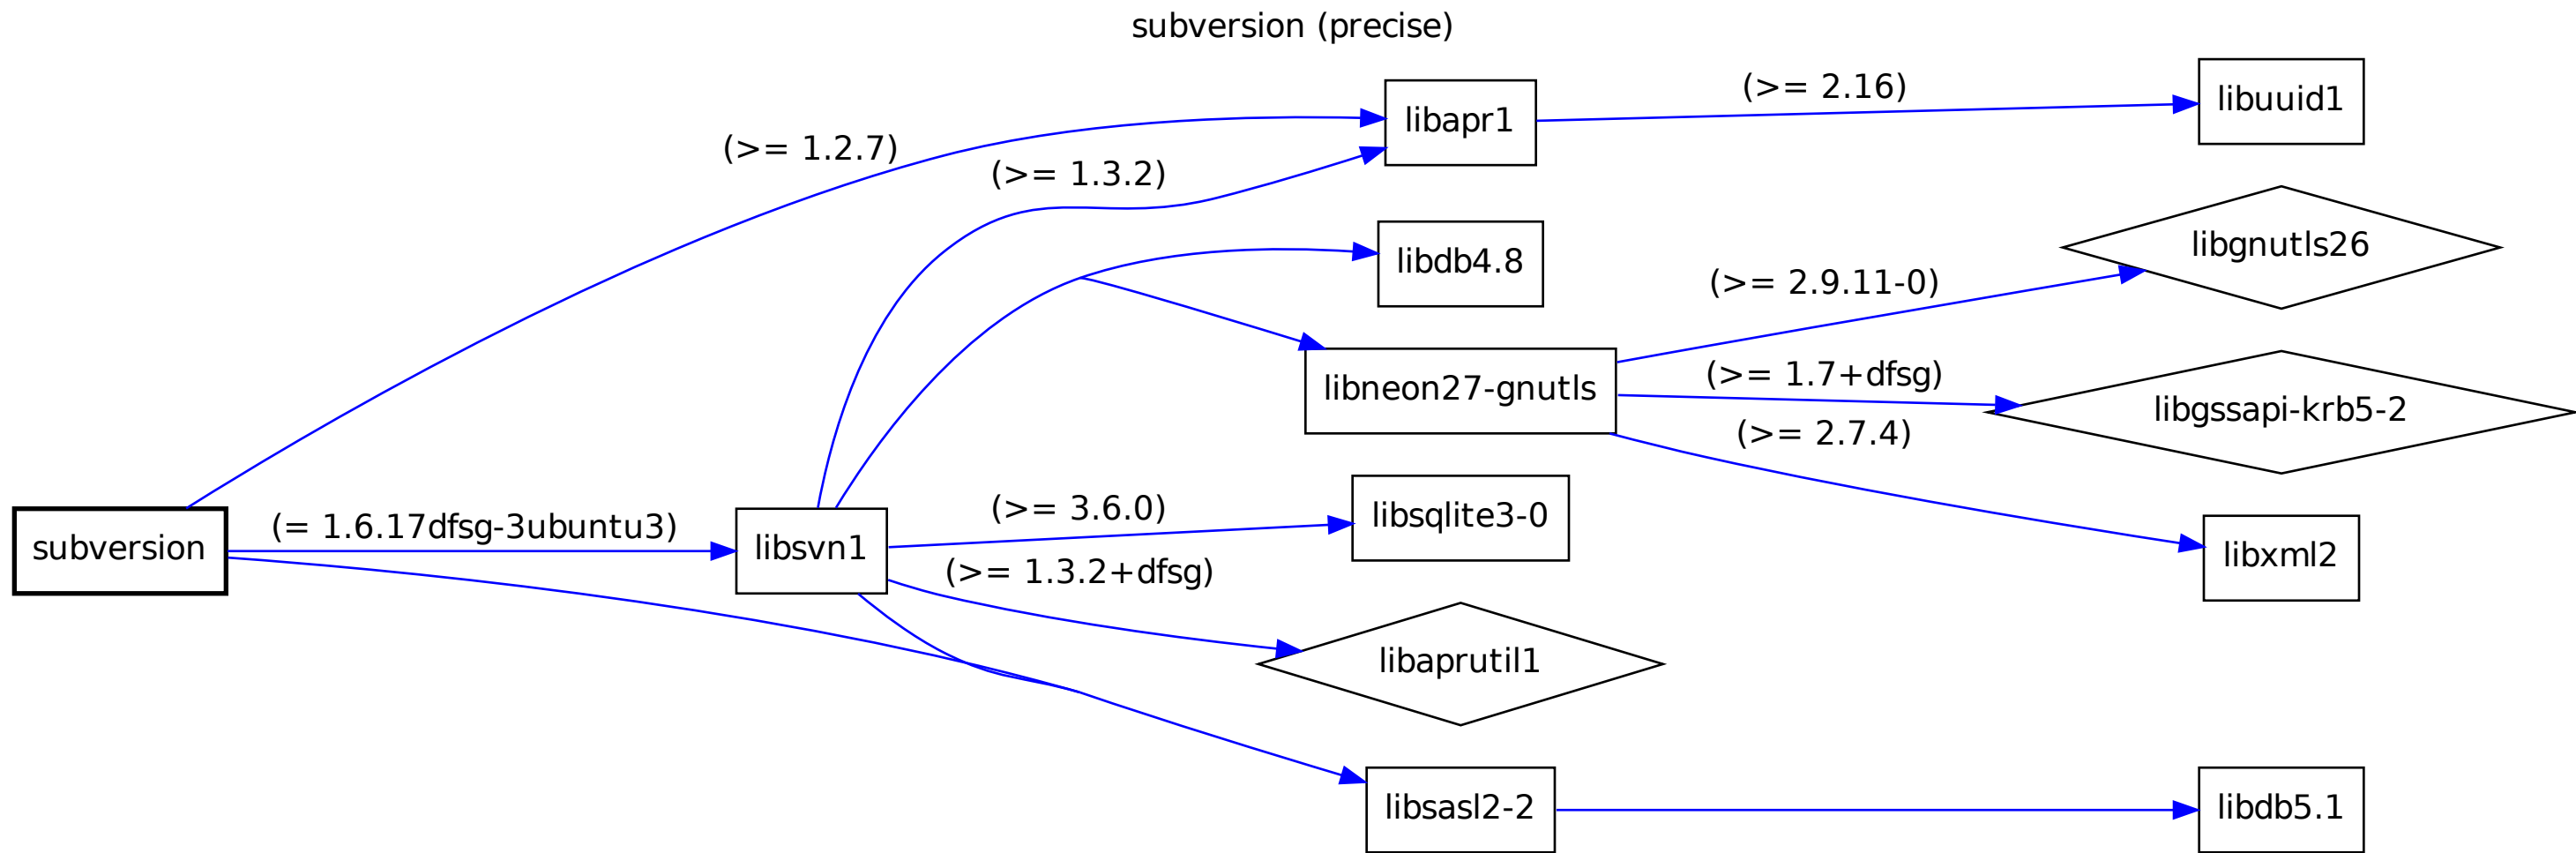 subversion (precise)
(>= 2.16)
libuuid1
libapr1
(>= 1.2.7)
(>= 1.3.2)
libgnutls26
libdb4.8
(>= 2.9.11-0)
(>= 1.7+dfsg)
libneon27-gnutls
libgssapi-krb5-2
(>= 2.7.4)
(>= 3.6.0)
libsqlite3-0
(= 1.6.17dfsg-3ubuntu3)
subversion
libsvn1
libxml2
(>= 1.3.2+dfsg)
libaprutil1
libsasl2-2
libdb5.1